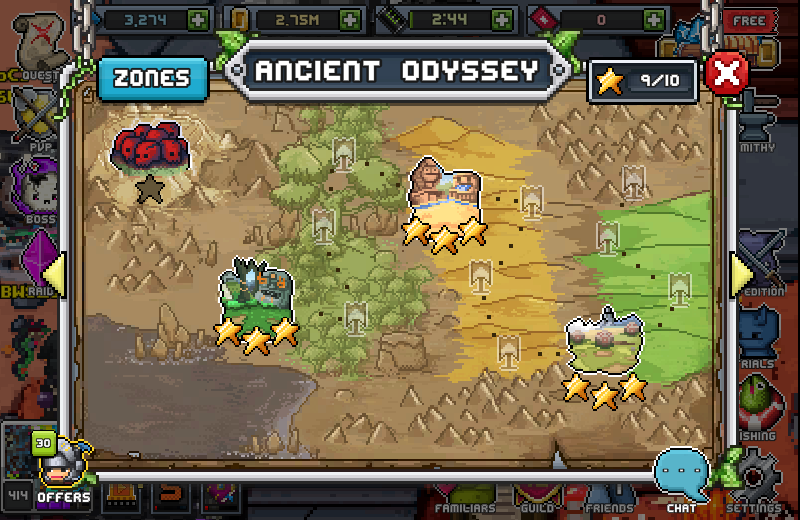 3,274
2.75M
2:44
0
FREE
QUEST
ZONES
ANCIENT ODYSSEY
9/10
PVP
MITHY
BOSS
RAID
EDITION
RIALS
ISHING
30
414
OFFERS
FAMILIARS
GUILD
FRIENDS
CHAT
SETTINGS